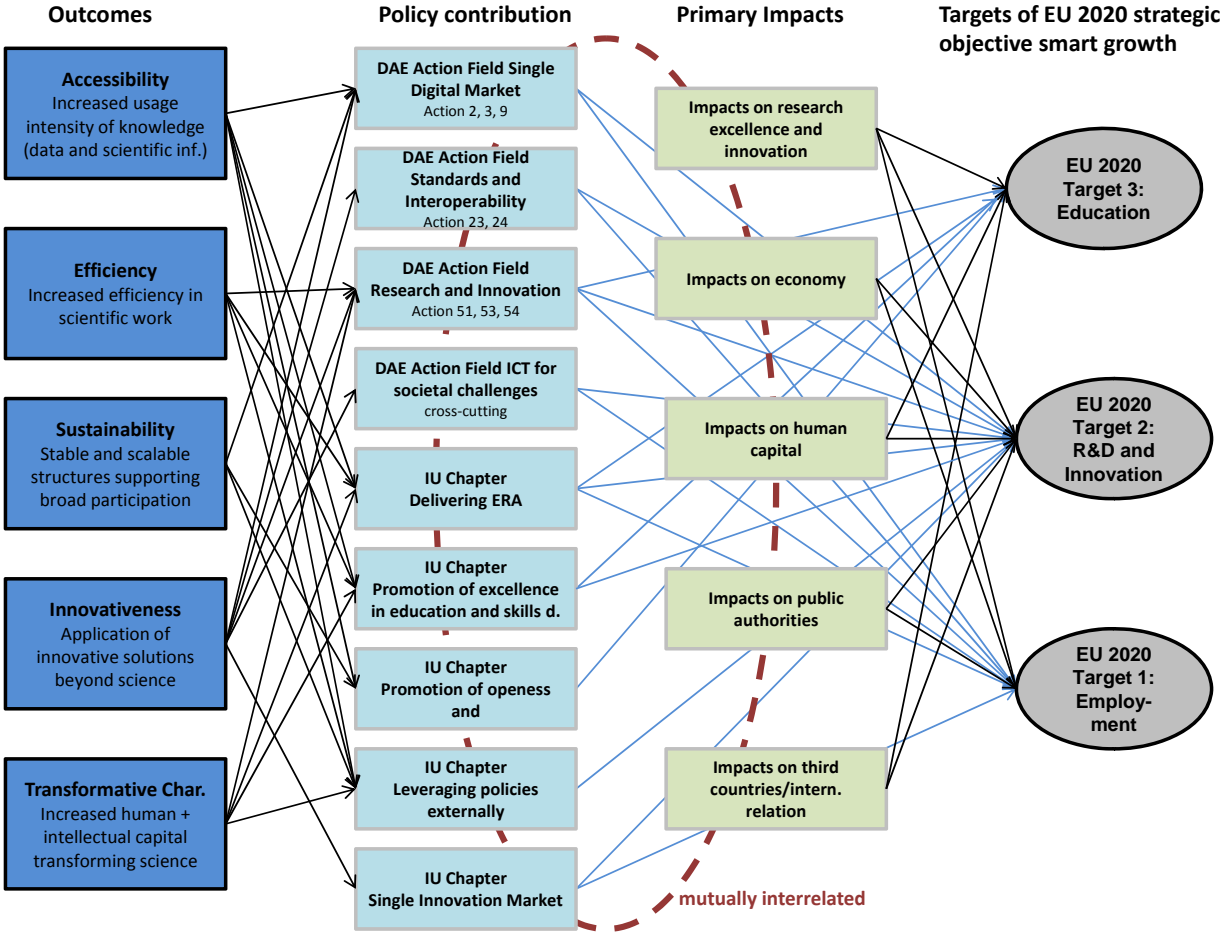 Outcomes
Policy contribution
Primary Impacts
Targets of EU 2020 strategic
objective smart growth
Accessibility
Increased usage
intensity of knowledge
(data and scientific inf.)
Efficiency
Increased efficiency in
scientific work
Sustainability
Stable and scalable
structures supporting
broad participation
Innovativeness
Application of
innovative solutions
beyond science
Transformative Char.
Increased human +
intellectual capital
transforming science
DAE Action Field Single
Digital Market
Action 2, 3, 9
DAE Action Field
Standards and
Interoperability
Action 23, 24
DAE Action Field
Research and Innovation
Action 51, 53, 54
DAE Action Field ICT for
societal challenges
cross-cutting
IU Chapter
Delivering ERA
IU Chapter
Promotion of excellence
in education and skills d.
IU Chapter
Promotion of openess
and
IU Chapter
Leveraging policies
externally
IU Chapter
Single Innovation Market
Impacts on research
excellence and
innovation
Impacts on economy
Impacts on human
capital
Impacts on public
authorities
Impacts on third
countries/intern.
relation
mutually interrelated
EU 2020
Target 3:
Education
EU 2020
Target 2:
R&D and
Innovation
EU 2020
Target 1:
Employ-
ment